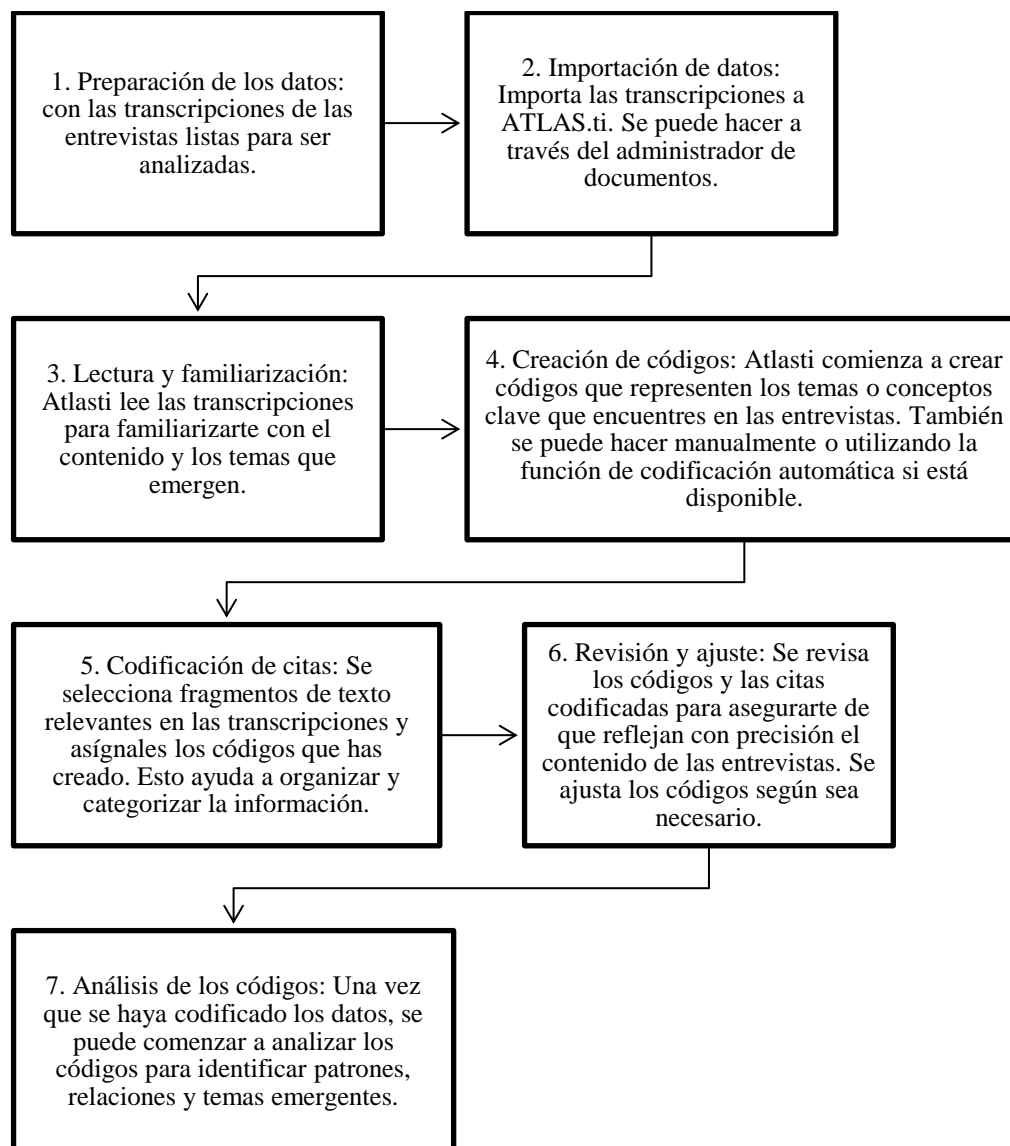 1. Preparación de los datos:
con las transcripciones de las
entrevistas listas para ser
analizadas.
2. Importación de datos:
Importa las transcripciones a
ATLAS.ti. Se puede hacer a
través del administrador de
documentos.
3. Lectura y familiarización:
Atlasti lee las transcripciones
para familiarizarte con el
contenido y los temas que
emergen.
4. Creación de códigos: Atlasti comienza a crear
códigos que representen los temas o conceptos
clave que encuentres en las entrevistas. También
se puede hacer manualmente o utilizando la
función de codificación automática si está
disponible.
5. Codificación de citas: Se
selecciona fragmentos de texto
relevantes en las transcripciones y
asígnales los códigos que has
creado. Esto ayuda a organizar y
categorizar la información.
6. Revisión y ajuste: Se revisa
los códigos y las citas
codificadas para asegurarte de
que reflejan con precisión el
contenido de las entrevistas. Se
ajusta los códigos según sea
necesario.
7. Análisis de los códigos: Una vez
que se haya codificado los datos, se
puede comenzar a analizar los
códigos para identificar patrones,
relaciones y temas emergentes.